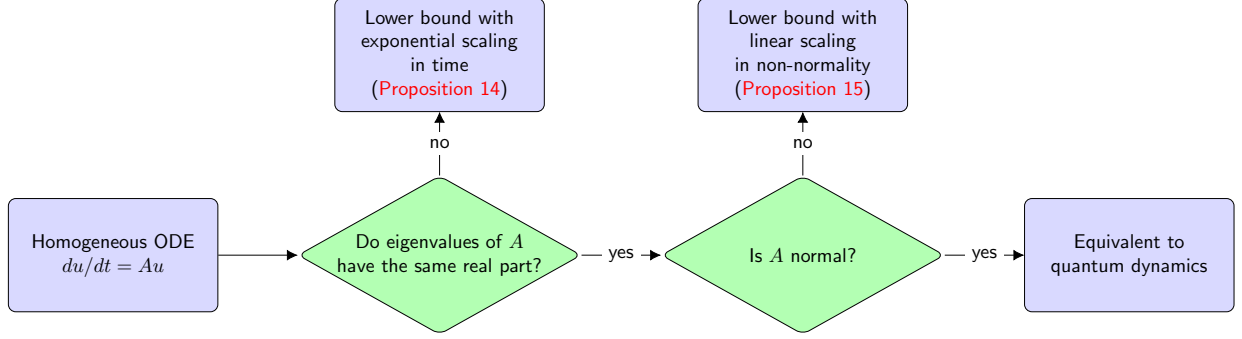 Lower bound with
exponential scaling
in time
(Proposition 14)
Lower bound with
linear scaling
in non-normality
(Proposition 15)
no
no
Homogeneous ODE
du/dt = Au
Do eigenvalues of A
have the same real part?
yes
Is A normal?
yes
Equivalent to
quantum dynamics